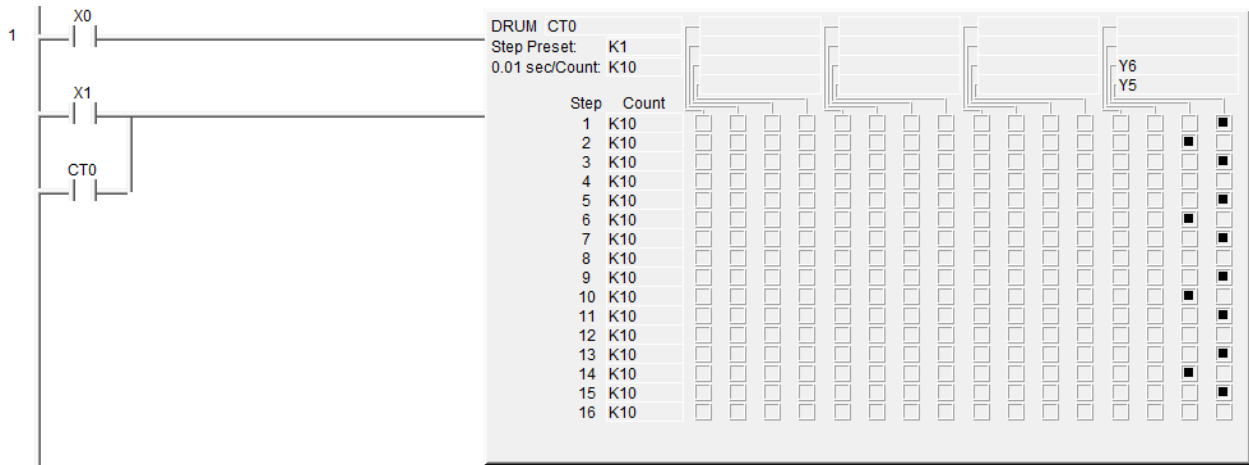 1
X0
X1
CT0
DRUM CT0
Step Preset: K1
0.01 sec/Count: K10
Y6
Y5
Step Count
1 K10
2 K10
3 K10
4 K10
5 K10
6 K10
7 K10
8 K10
9 K10
10 K10
11 K10
12 K10
13 K10
14 K10
15 K10
16 K10